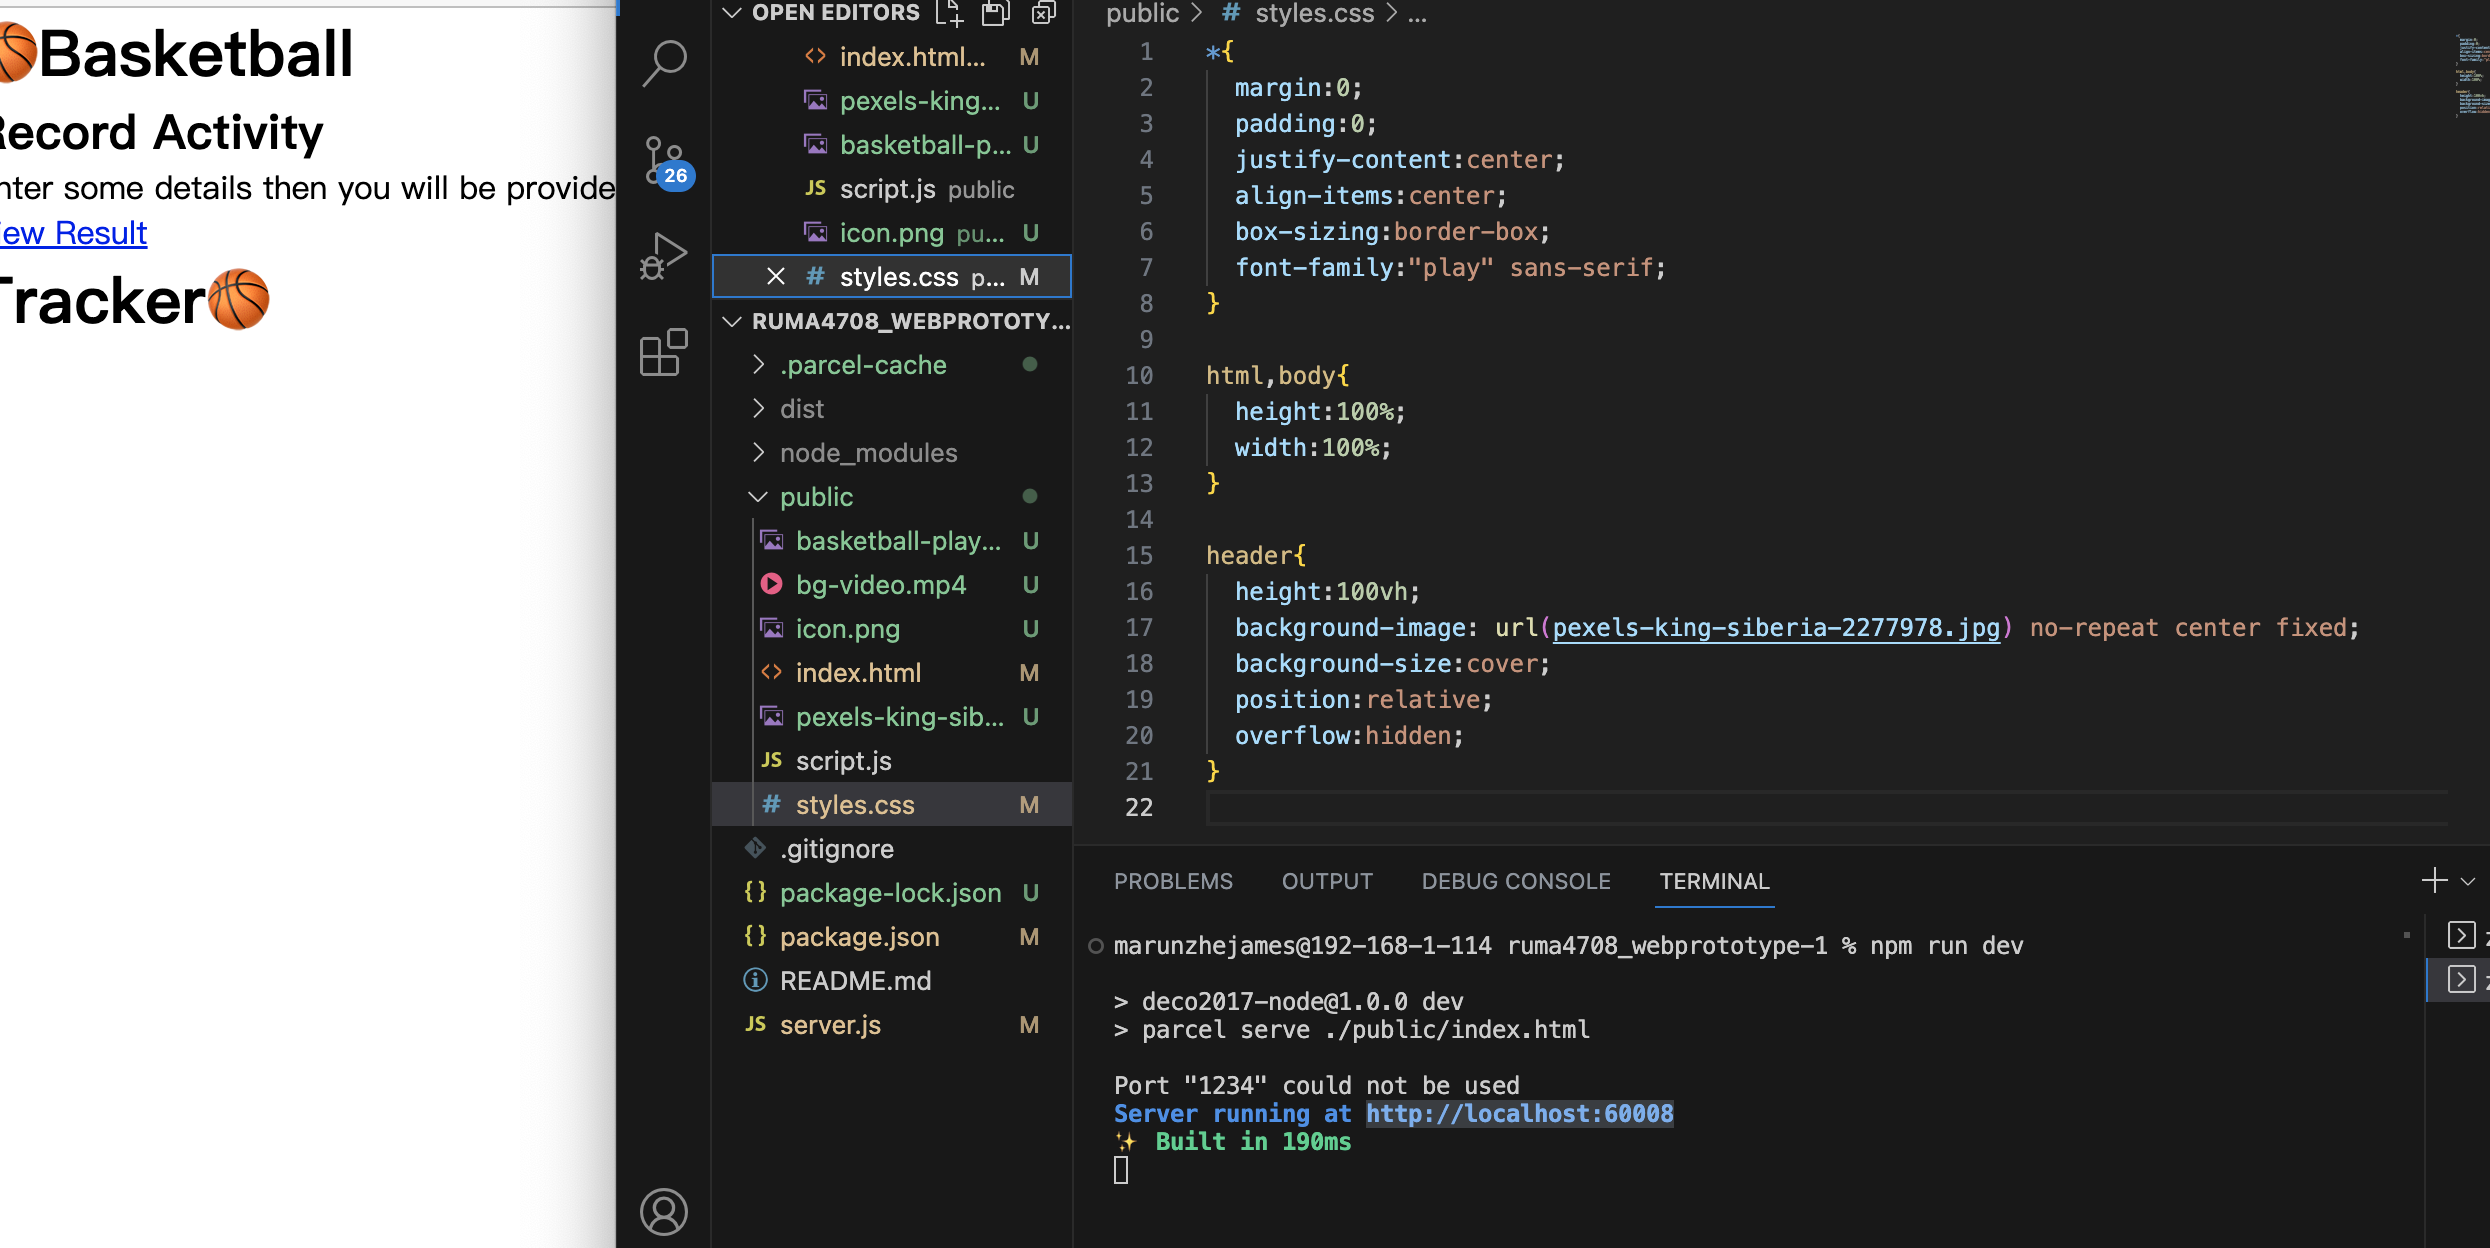 🏀Basketball
Record Activity
nter some details then you will be provide
iew Result
Tracker🏀
26
OPEN EDITORS
index.html... M
pexels-king... U
basketball-p... U
JS script.js public
icon.png pu... U
# styles.css p... M
RUMA4708_WEBPROTOTY...
.parcel-cache
dist
node_modules
public
basketball-play... U
bg-video.mp4 U
icon.png U
<> index.html M
pexels-king-sib... U
JS script.js
# styles.css M
.gitignore
{} package-lock.json U
{} package.json M
README.md
JS server.js M
public > # styles.css > ...
1 *{
2 margin:0;
3 padding:0;
4 justify-content:center;
5 align-items:center;
6 box-sizing:border-box;
7 font-family:"play" sans-serif;
8 }
9
10 html,body{
11 height:100%;
12 width:100%;
13 }
14
15 header{
16 height:100vh;
17 background-image: url(pexels-king-siberia-2277978.jpg) no-repeat center fixed;
18 background-size:cover;
19 position:relative;
20 overflow:hidden;
21 }
22
PROBLEMS OUTPUT DEBUG CONSOLE TERMINAL
marunzhejames@192-168-1-114 ruma4708_webprototype-1 % npm run dev
> deco2017-node@1.0.0 dev
> parcel serve ./public/index.html
Port "1234" could not be used
Server running at http://localhost:60008
✨ Built in 190ms